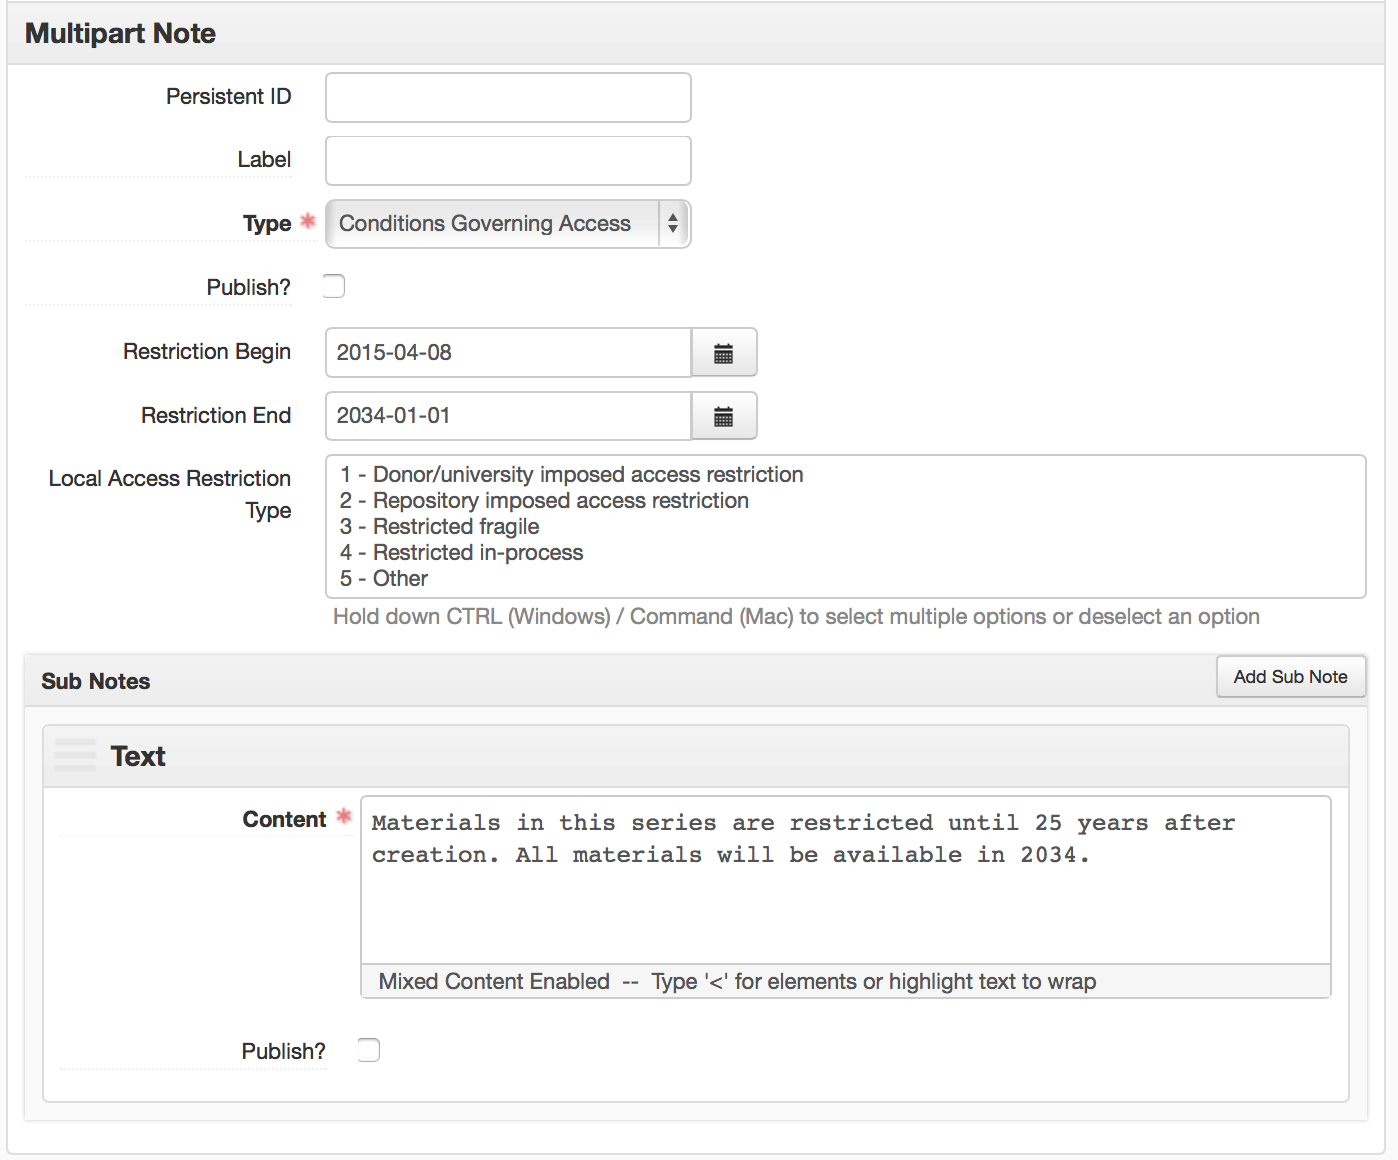 Multipart Note
Persistent ID
Label
Type * Conditions Governing Access
Publish?
Restriction Begin 2015-04-08
Restriction End 2034-01-01
Local Access Restriction
Type
1 - Donor/university imposed access restriction
2 - Repository imposed access restriction
3 - Restricted fragile
4 - Restricted in-process
5 - Other
Hold down CTRL (Windows) / Command (Mac) to select multiple options or deselect an option
Sub Notes
Add Sub Note
Text
Content *
Materials in this series are restricted until 25 years after
creation. All materials will be available in 2034.
Mixed Content Enabled -- Type '<' for elements or highlight text to wrap
Publish?